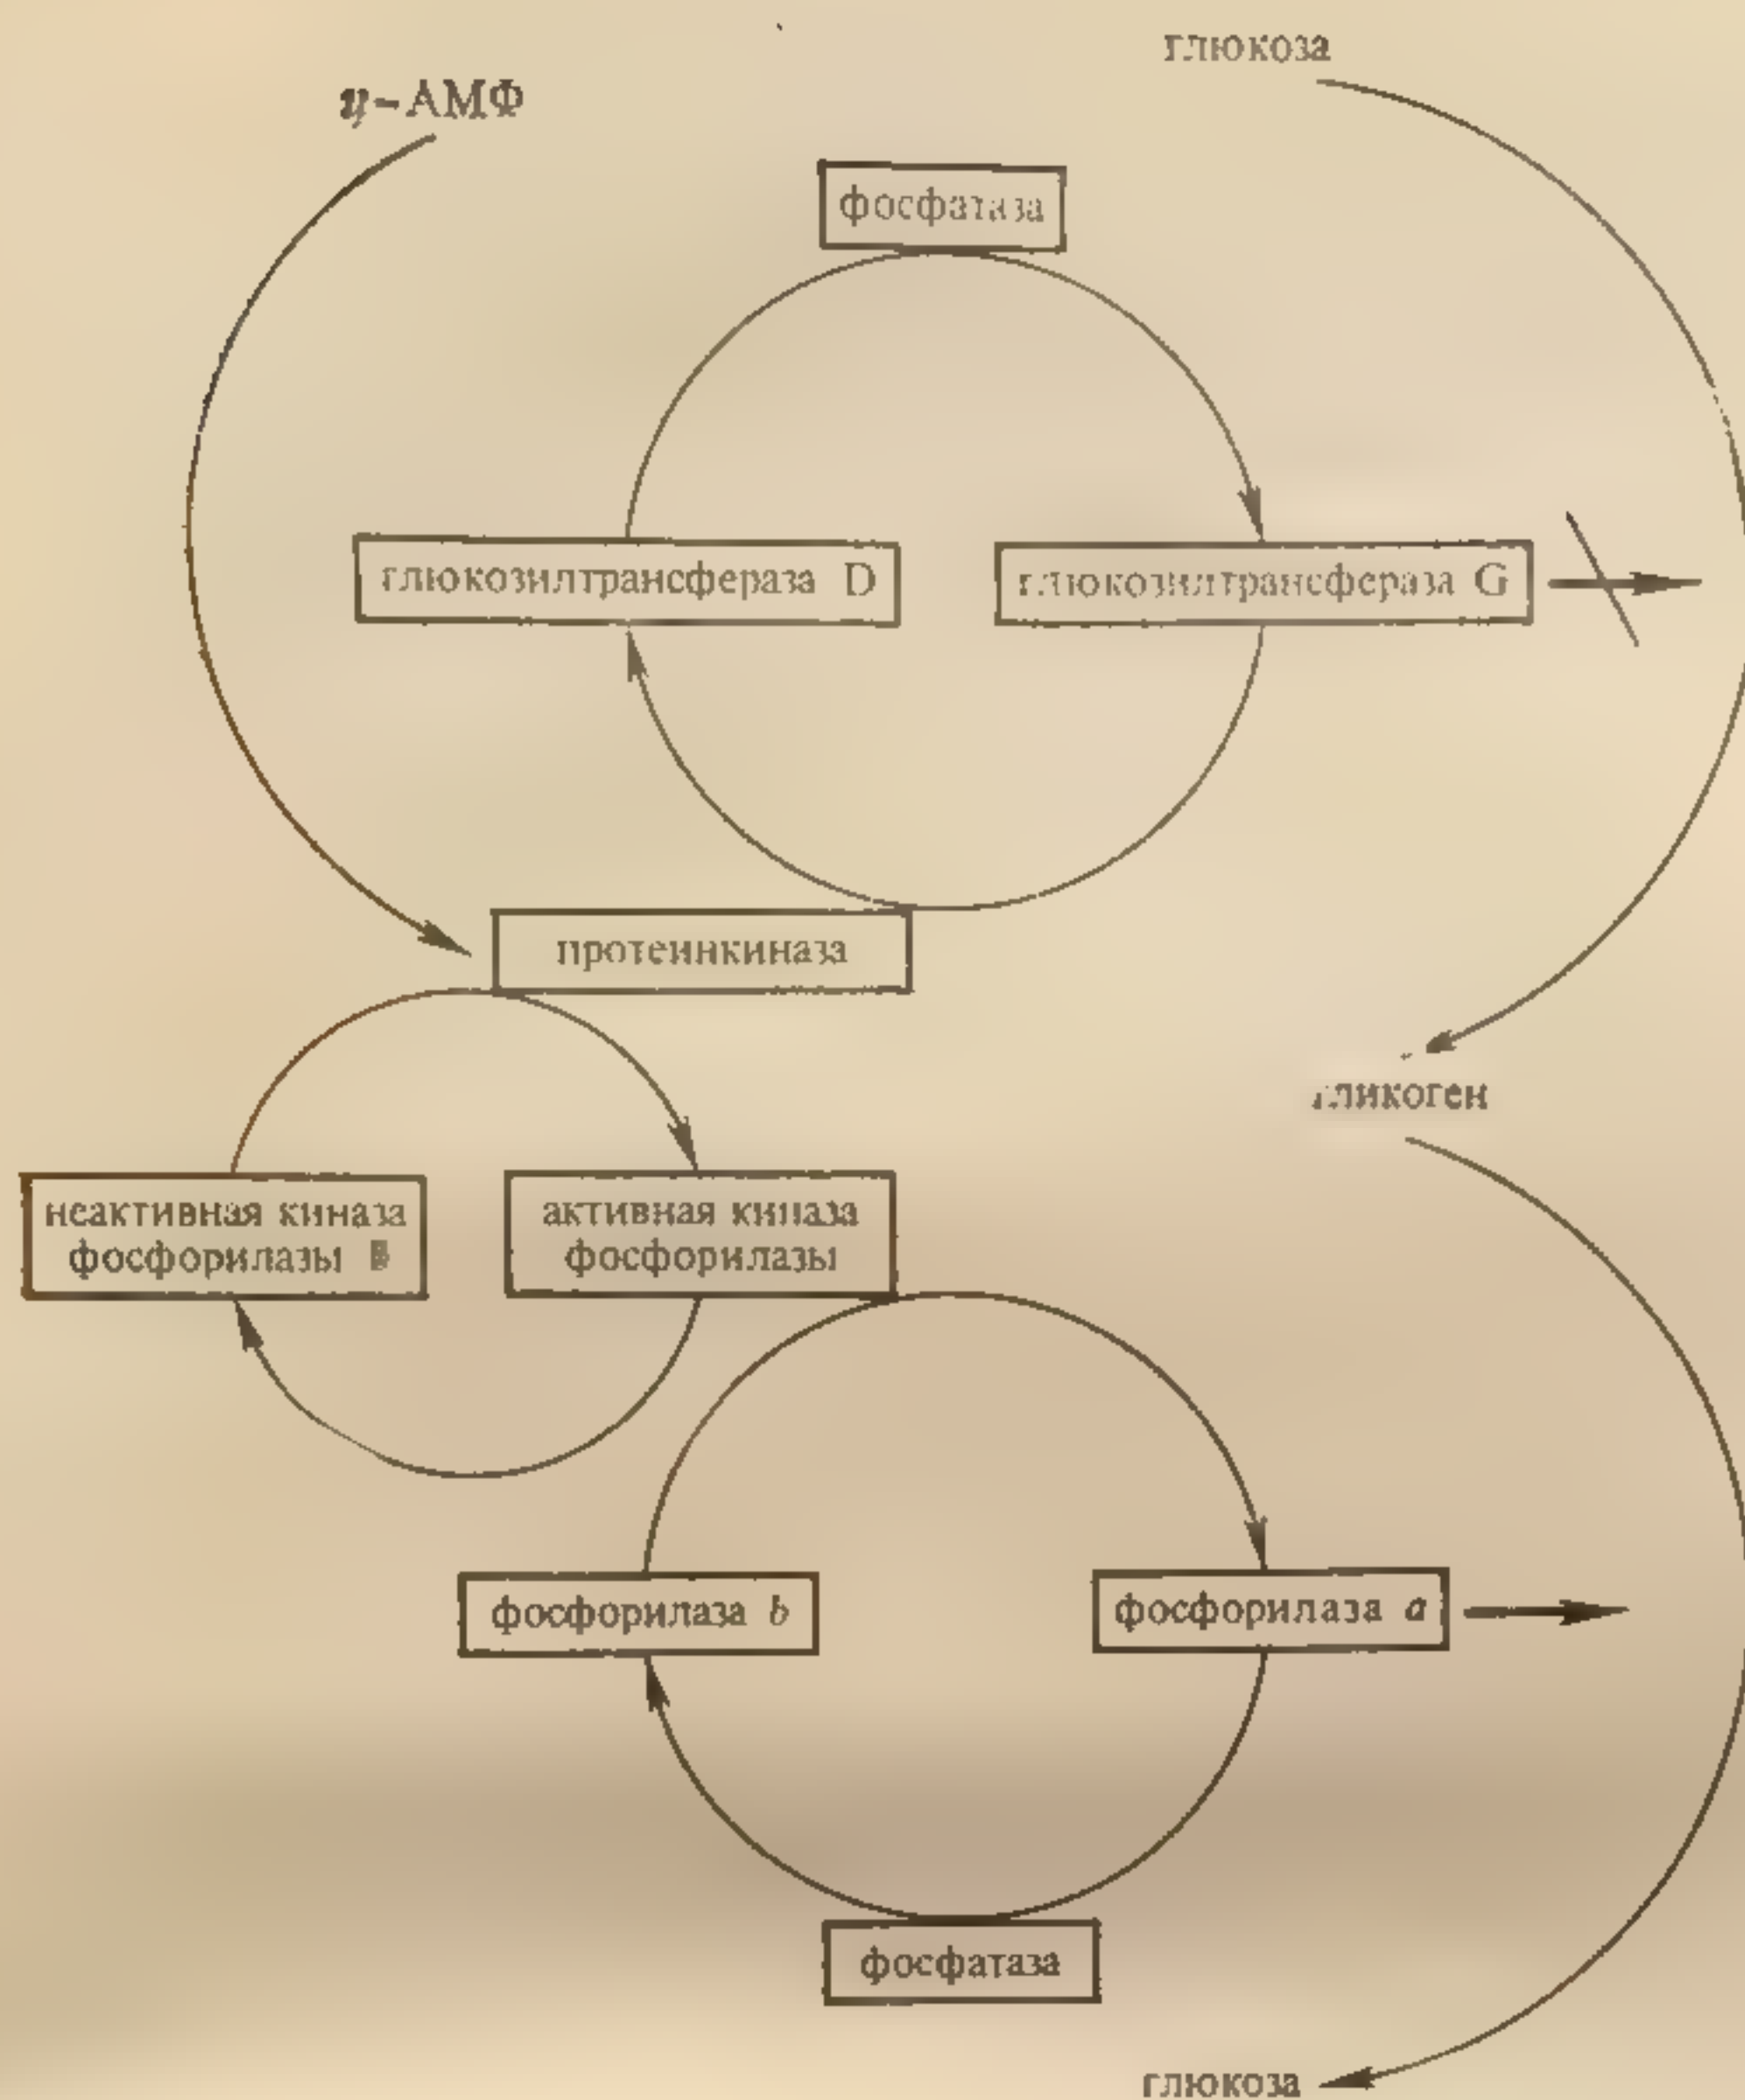 глюкоза
ц-АМФ
фосфатаза
глюкозилтрансфераза D
глюкозилтрансфераза G
протеинкиназа
гликоген
неактивная киназа
фосфорилазы
активная киназа
фосфорилазы
фосфорилаза b
фосфорилаза a
фосфатаза
глюкоза